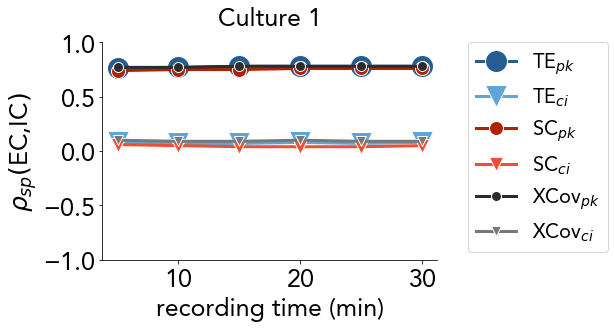 Culture 1
ρsp(EC,IC)
1.0
0.5
0.0
−0.5
−1.0
10
20
30
recording time (min)
TEpk
TEci
SCpk
SCci
XCovpk
XCovci